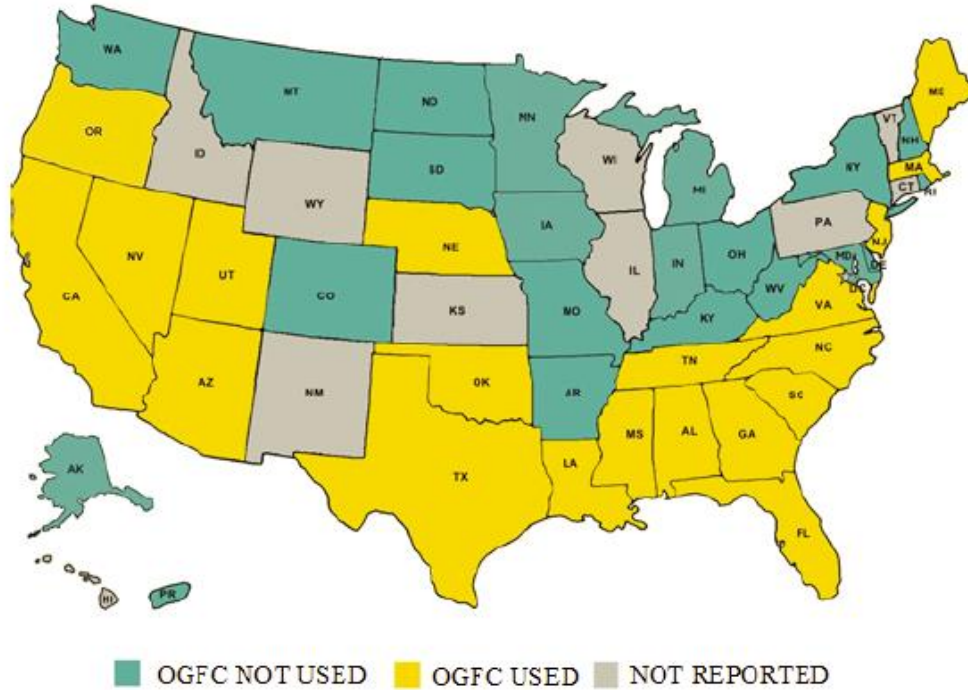 WA
MT
ND
MN
ME
OR
ID
SD
WI
VT
NH
NY
MA
MI
CT
RI
WY
IA
PA
NE
NJ
NV
UT
CO
IL
IN
OH
MD
DE
DC
WV
CA
KS
MO
KY
VA
NC
TN
AZ
NM
OK
AR
SC
MS
AL
GA
LA
TX
FL
AK
HI
PR
OGFC NOT USED OGFC USED NOT REPORTED